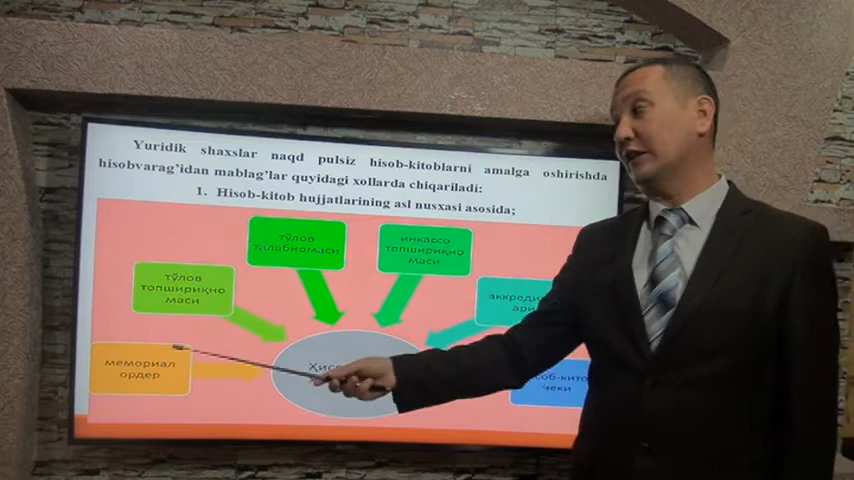 Yuridik shaxslar naqd pulsiz hisob-kitoblarni amalga oshirishda
hisobvarag'idan mablag'lar quyidagi xollarda chiqariladi:
1. Hisob-kitob hujjatlarining asl nusxasi asosida;
тўлов
талабномаси
инкассо
топшириқно
маси
тўлов
топшириқно
маси
мемориал
ордер
чеки